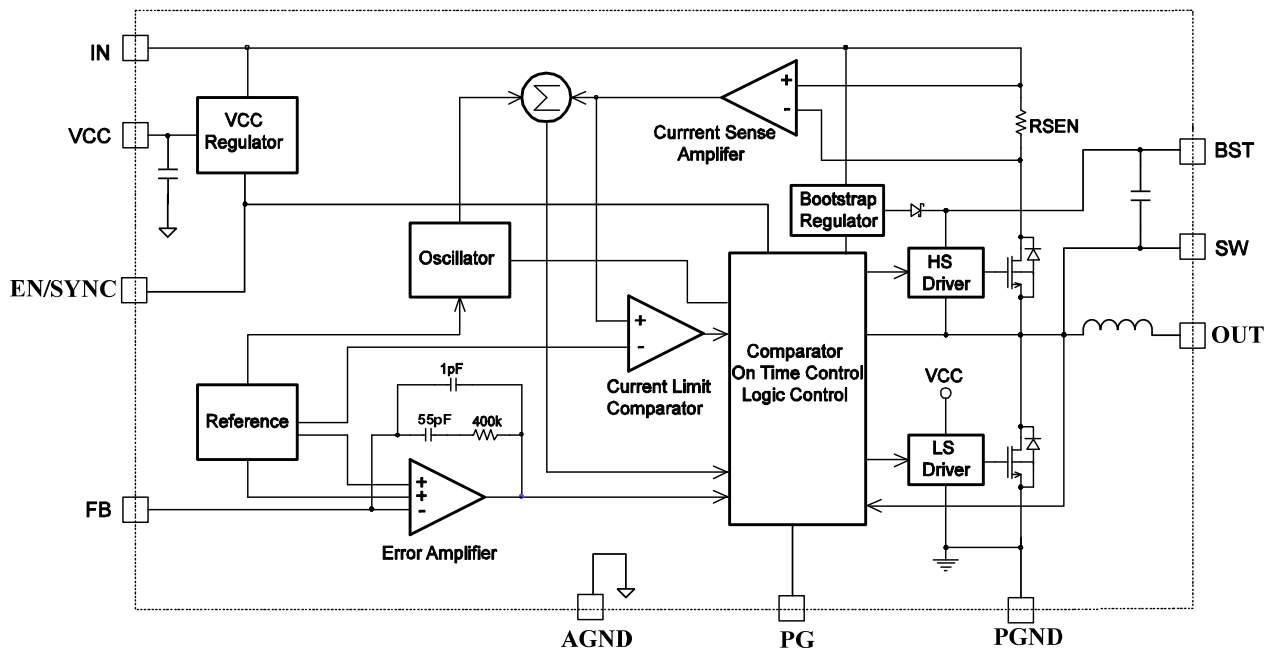 IN
VCC
Regulator
VCC
Σ
+
-
Currrent Sense
Amplifer
RSEN
BST
Bootstrap
Regulator
SW
Oscillator
HS
Driver
EN/SYNC
+
-
OUT
Current Limit
Comparator
Comparator
On Time Control
Logic Control
VCC
1pF
Reference
55pF
400k
LS
Driver
+
+
-
FB
Error Amplifier
AGND
PG
PGND